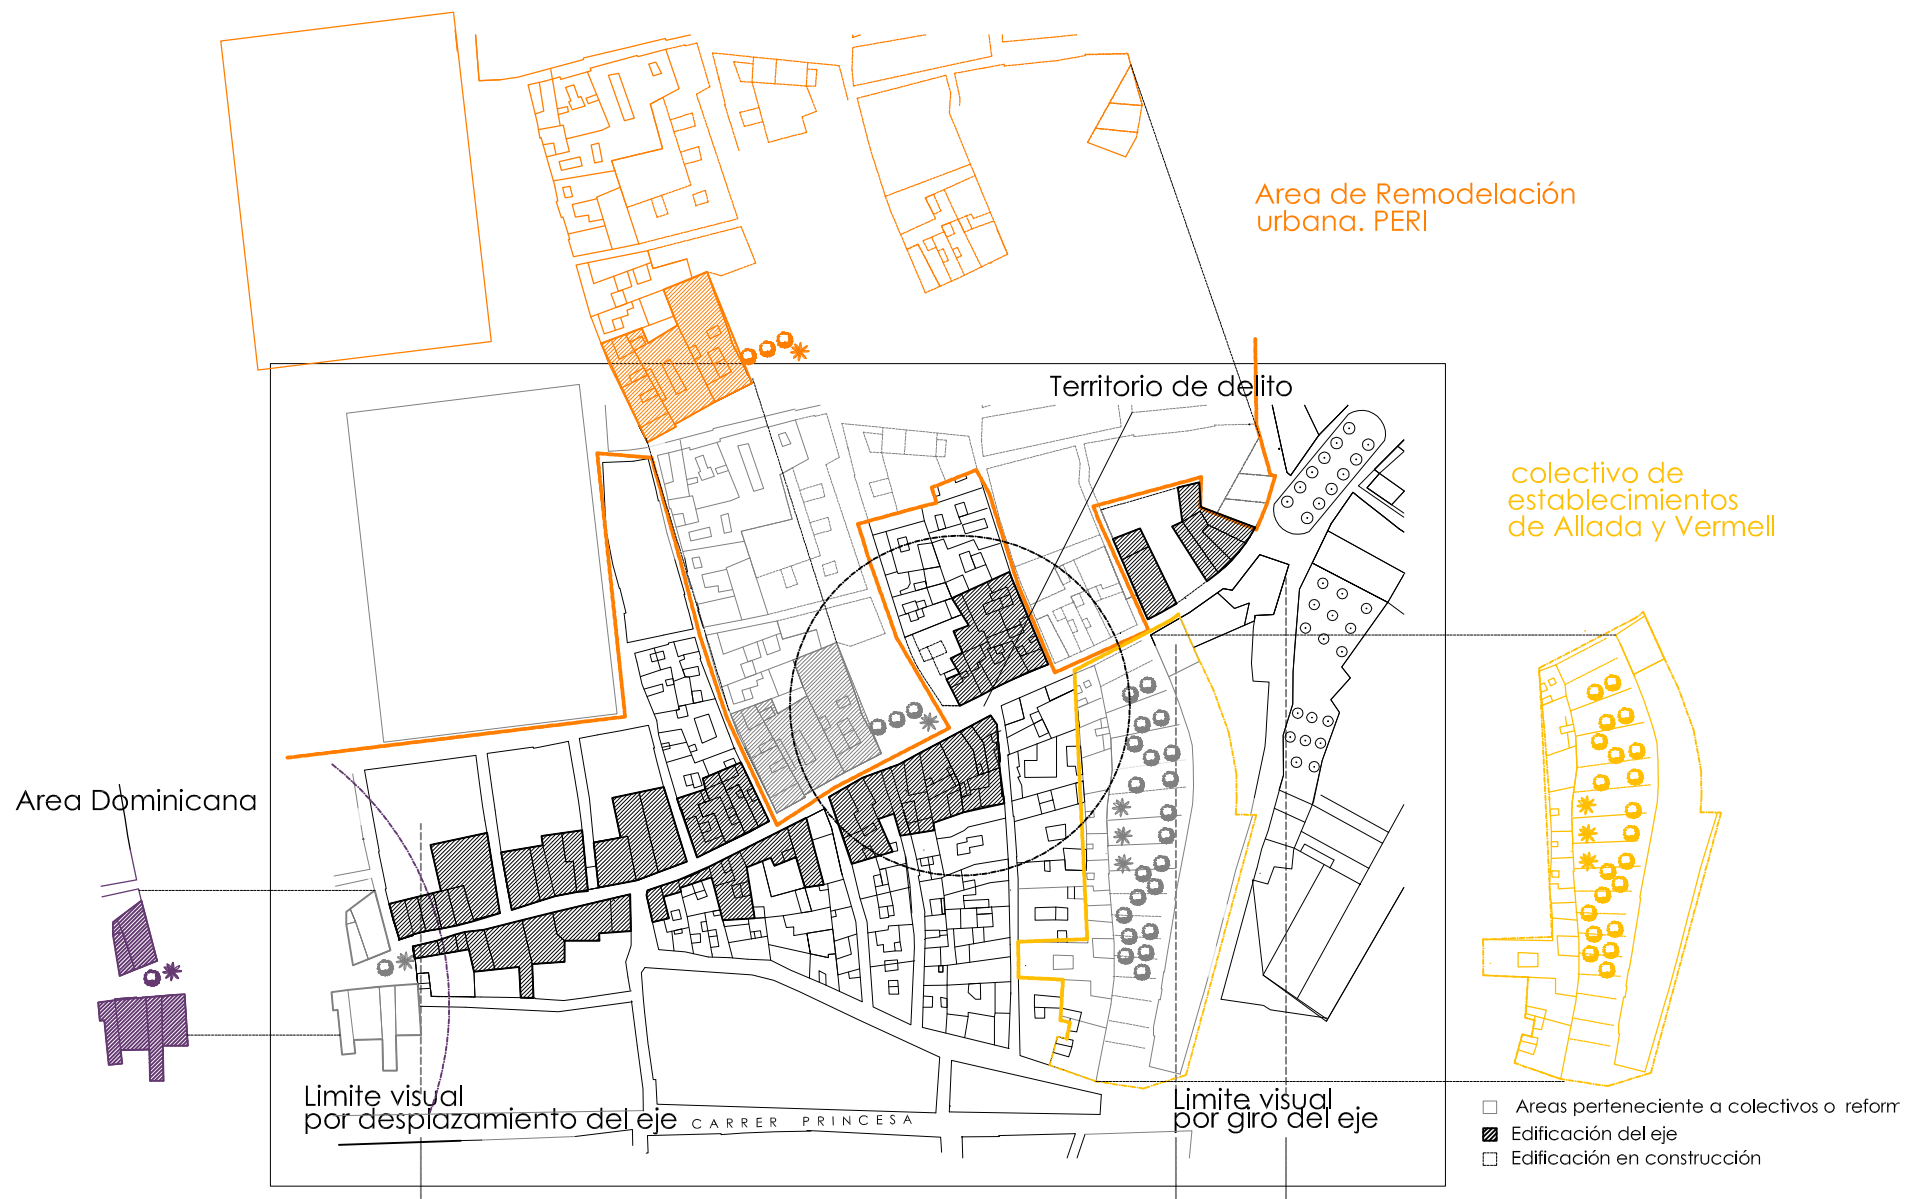 Area de Remodelación
urbana. PERI
Territorio de delito
colectivo de
establecimientos
de Allada y Vermell
Area Dominicana
Limite visual
por desplazamiento del eje
CARRER PRINCESA
Limite visual
por giro del eje
Areas perteneciente a colectivos o reform
Edificación del eje
Edificación en construcción